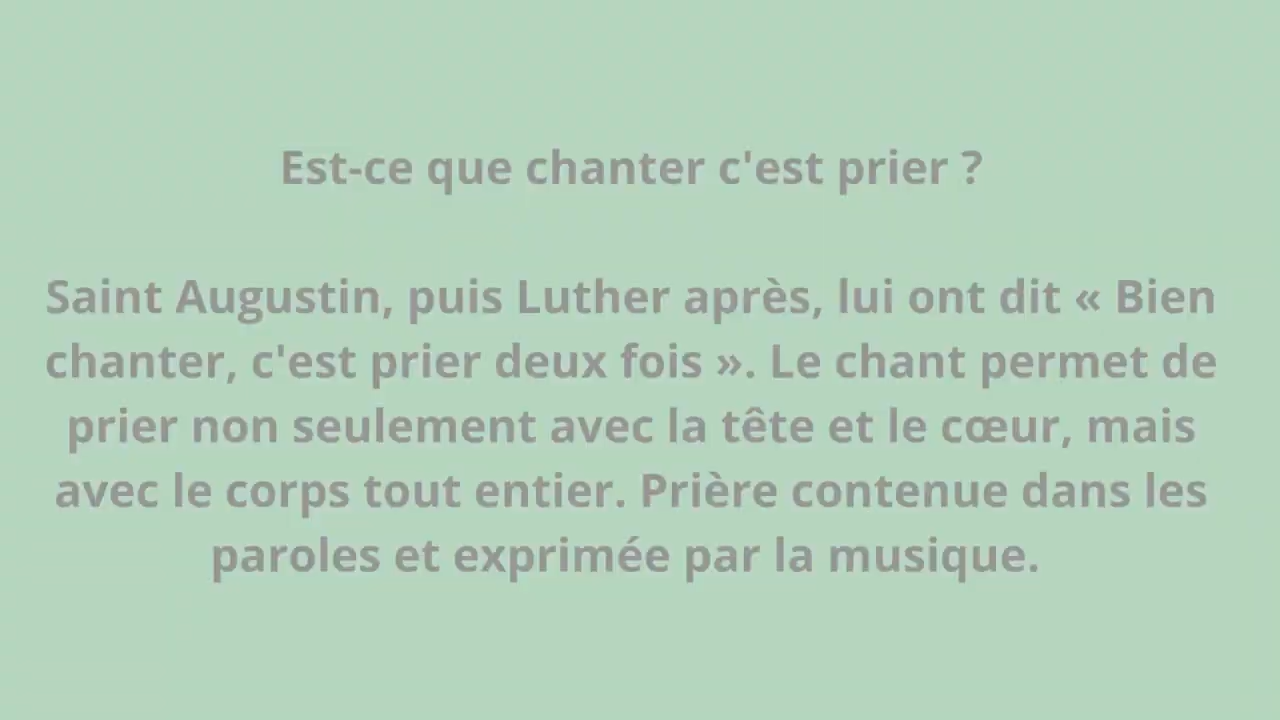 Est-ce que chanter c'est prier ?
Saint Augustin, puis Luther après, lui ont dit « Bien
chanter, c'est prier deux fois ». Le chant permet de
prier non seulement avec la tête et le cœur, mais
avec le corps tout entier. Prière contenue dans les
paroles et exprimée par la musique.